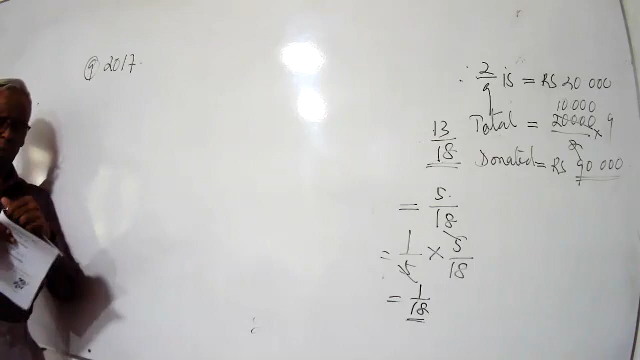 g 2017.
∴ 2/9 is = Rs 20 000
10 000
Total = 20000/2 × 9
Donated = Rs 90 000
13/18
= 5/18
= 1/5 × 5/18
= 1/18